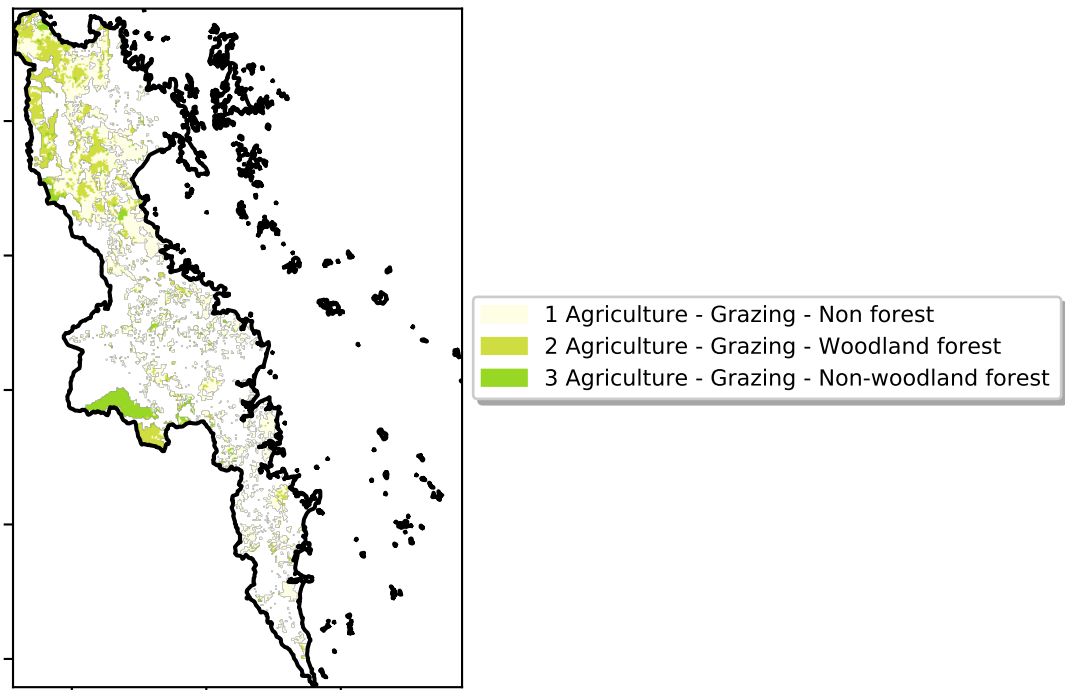 1 Agriculture - Grazing - Non forest
2 Agriculture - Grazing - Woodland forest
3 Agriculture - Grazing - Non-woodland forest